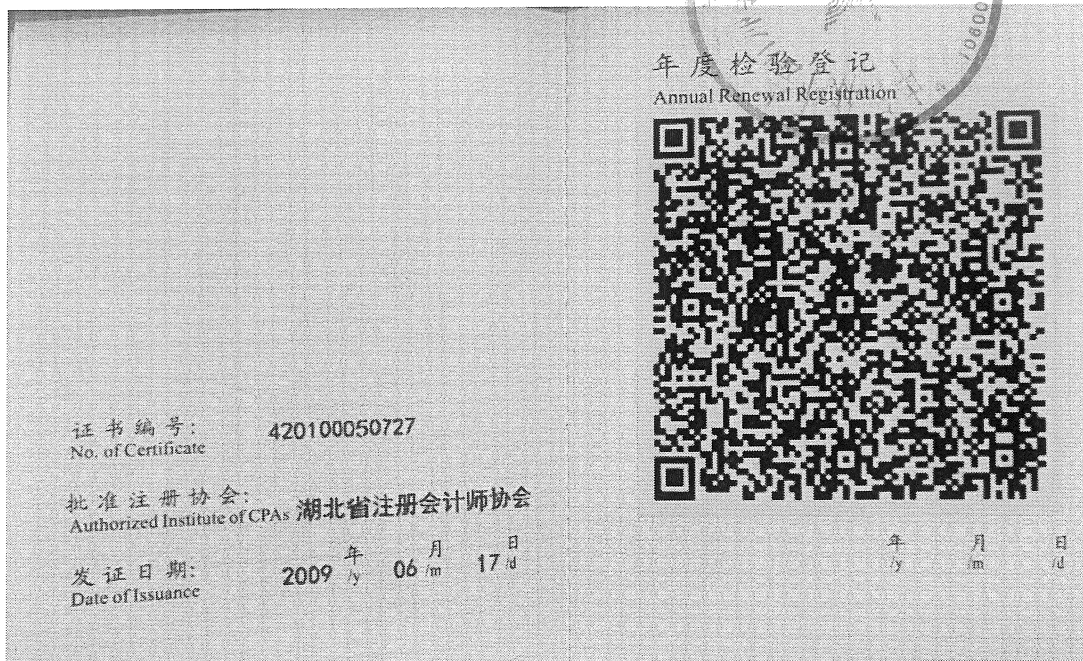 年度检验登记
Annual Renewal Registration
证书编号: 420100050727
No. of Certificate
批准注册协会: 湖北省注册会计师协会
Authorized Institute of CPAs
发证日期: 2009 年 06 月 17 日
Date of Issuance /y /m /d
年 月 日
/y /m /d